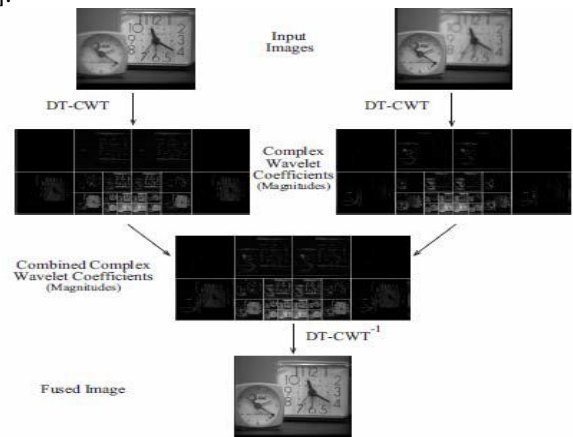 Input
Images
DT-CWT
DT-CWT
Complex
Wavelet
Coefficients
(Magnitudes)
Combined Complex
Wavelet Coefficients
(Magnitudes)
DT-CWT-1
Fused Image